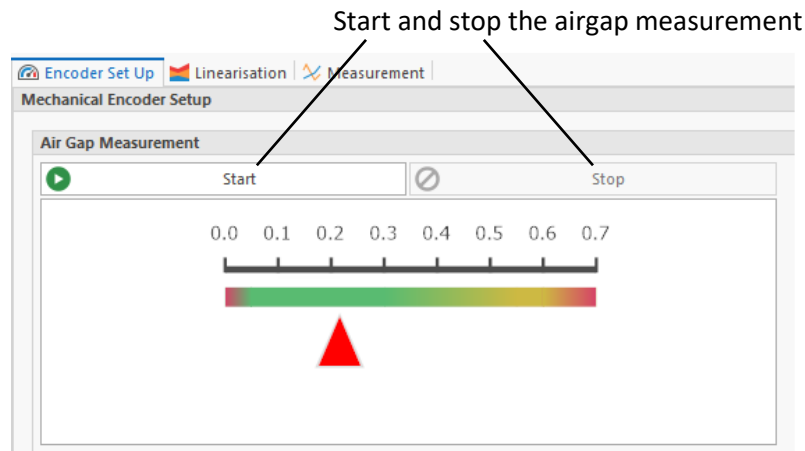 Start and stop the airgap measurement
Encoder Set Up Linearisation Measurement
Mechanical Encoder Setup
Air Gap Measurement
Start Stop
0.0 0.1 0.2 0.3 0.4 0.5 0.6 0.7